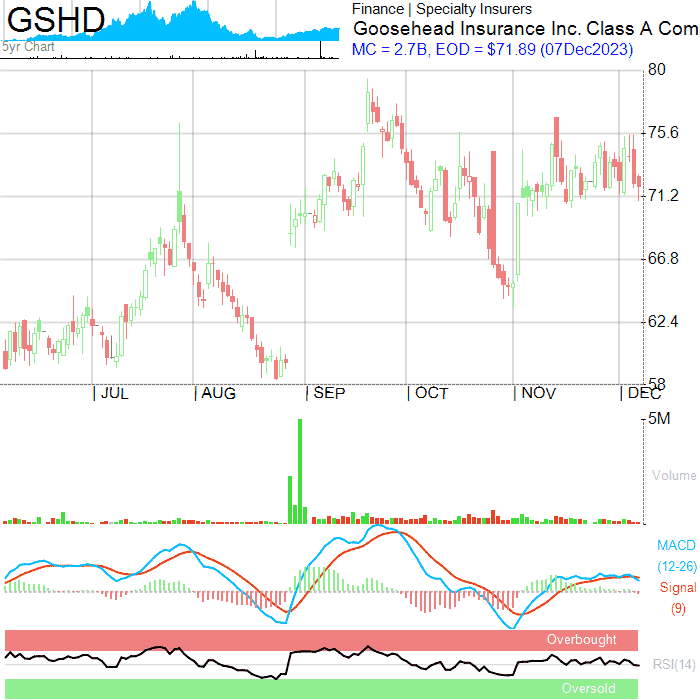 GSHD
5yr Chart
Finance | Specialty Insurers
Goosehead Insurance Inc. Class A Com
MC = 2.7B, EOD = $71.89 (07Dec2023)
80
75.6
71.2
66.8
62.4
58
| JUL | AUG | SEP | OCT | NOV | DEC
5M
Volume
MACD
(12-26)
Signal
(9)
Overbought
RSI(14)
Oversold